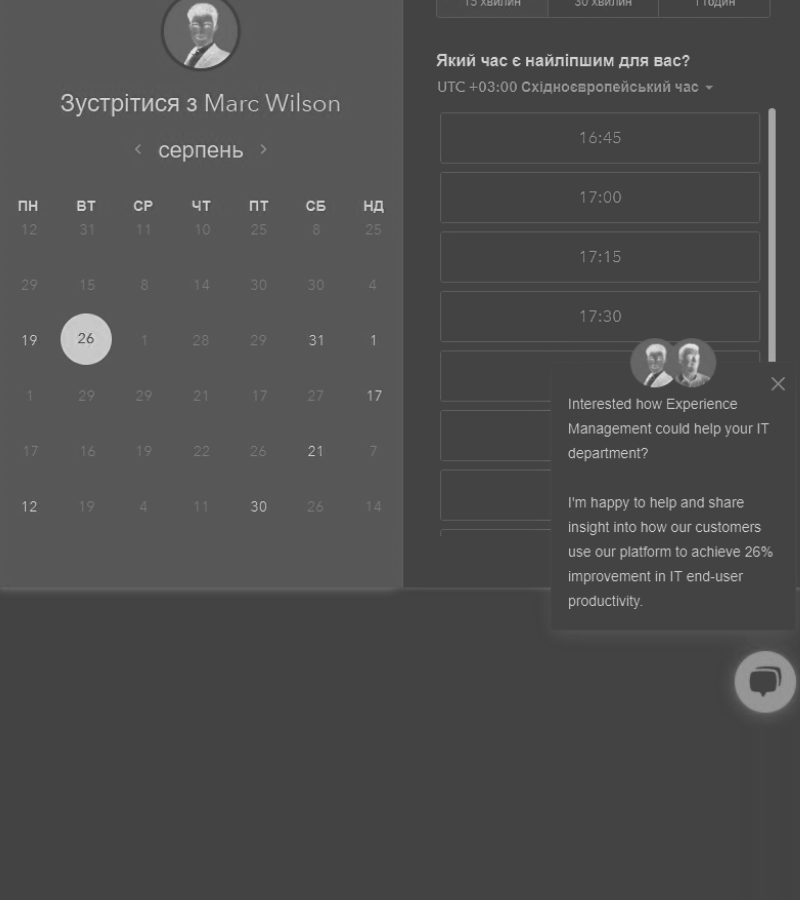 Зустрітися з Marc Wilson
серпень
ПН ВТ СР ЧТ ПТ СБ НД
12 31 11 10 25 8 25
29 15 8 14 30 30 4
19 26 1 28 29 31 1
1 29 29 21 17 27 17
17 16 19 22 26 21 7
12 19 4 11 30 26 14
15 хвилин 30 хвилин 1 годин
Який час є найліпшим для вас?
UTC +03:00 Східноєвропейський час
16:45
17:00
17:15
17:30
Interested how Experience
Management could help your IT
department?
I'm happy to help and share
insight into how our customers
use our platform to achieve 26%
improvement in IT end-user
productivity.